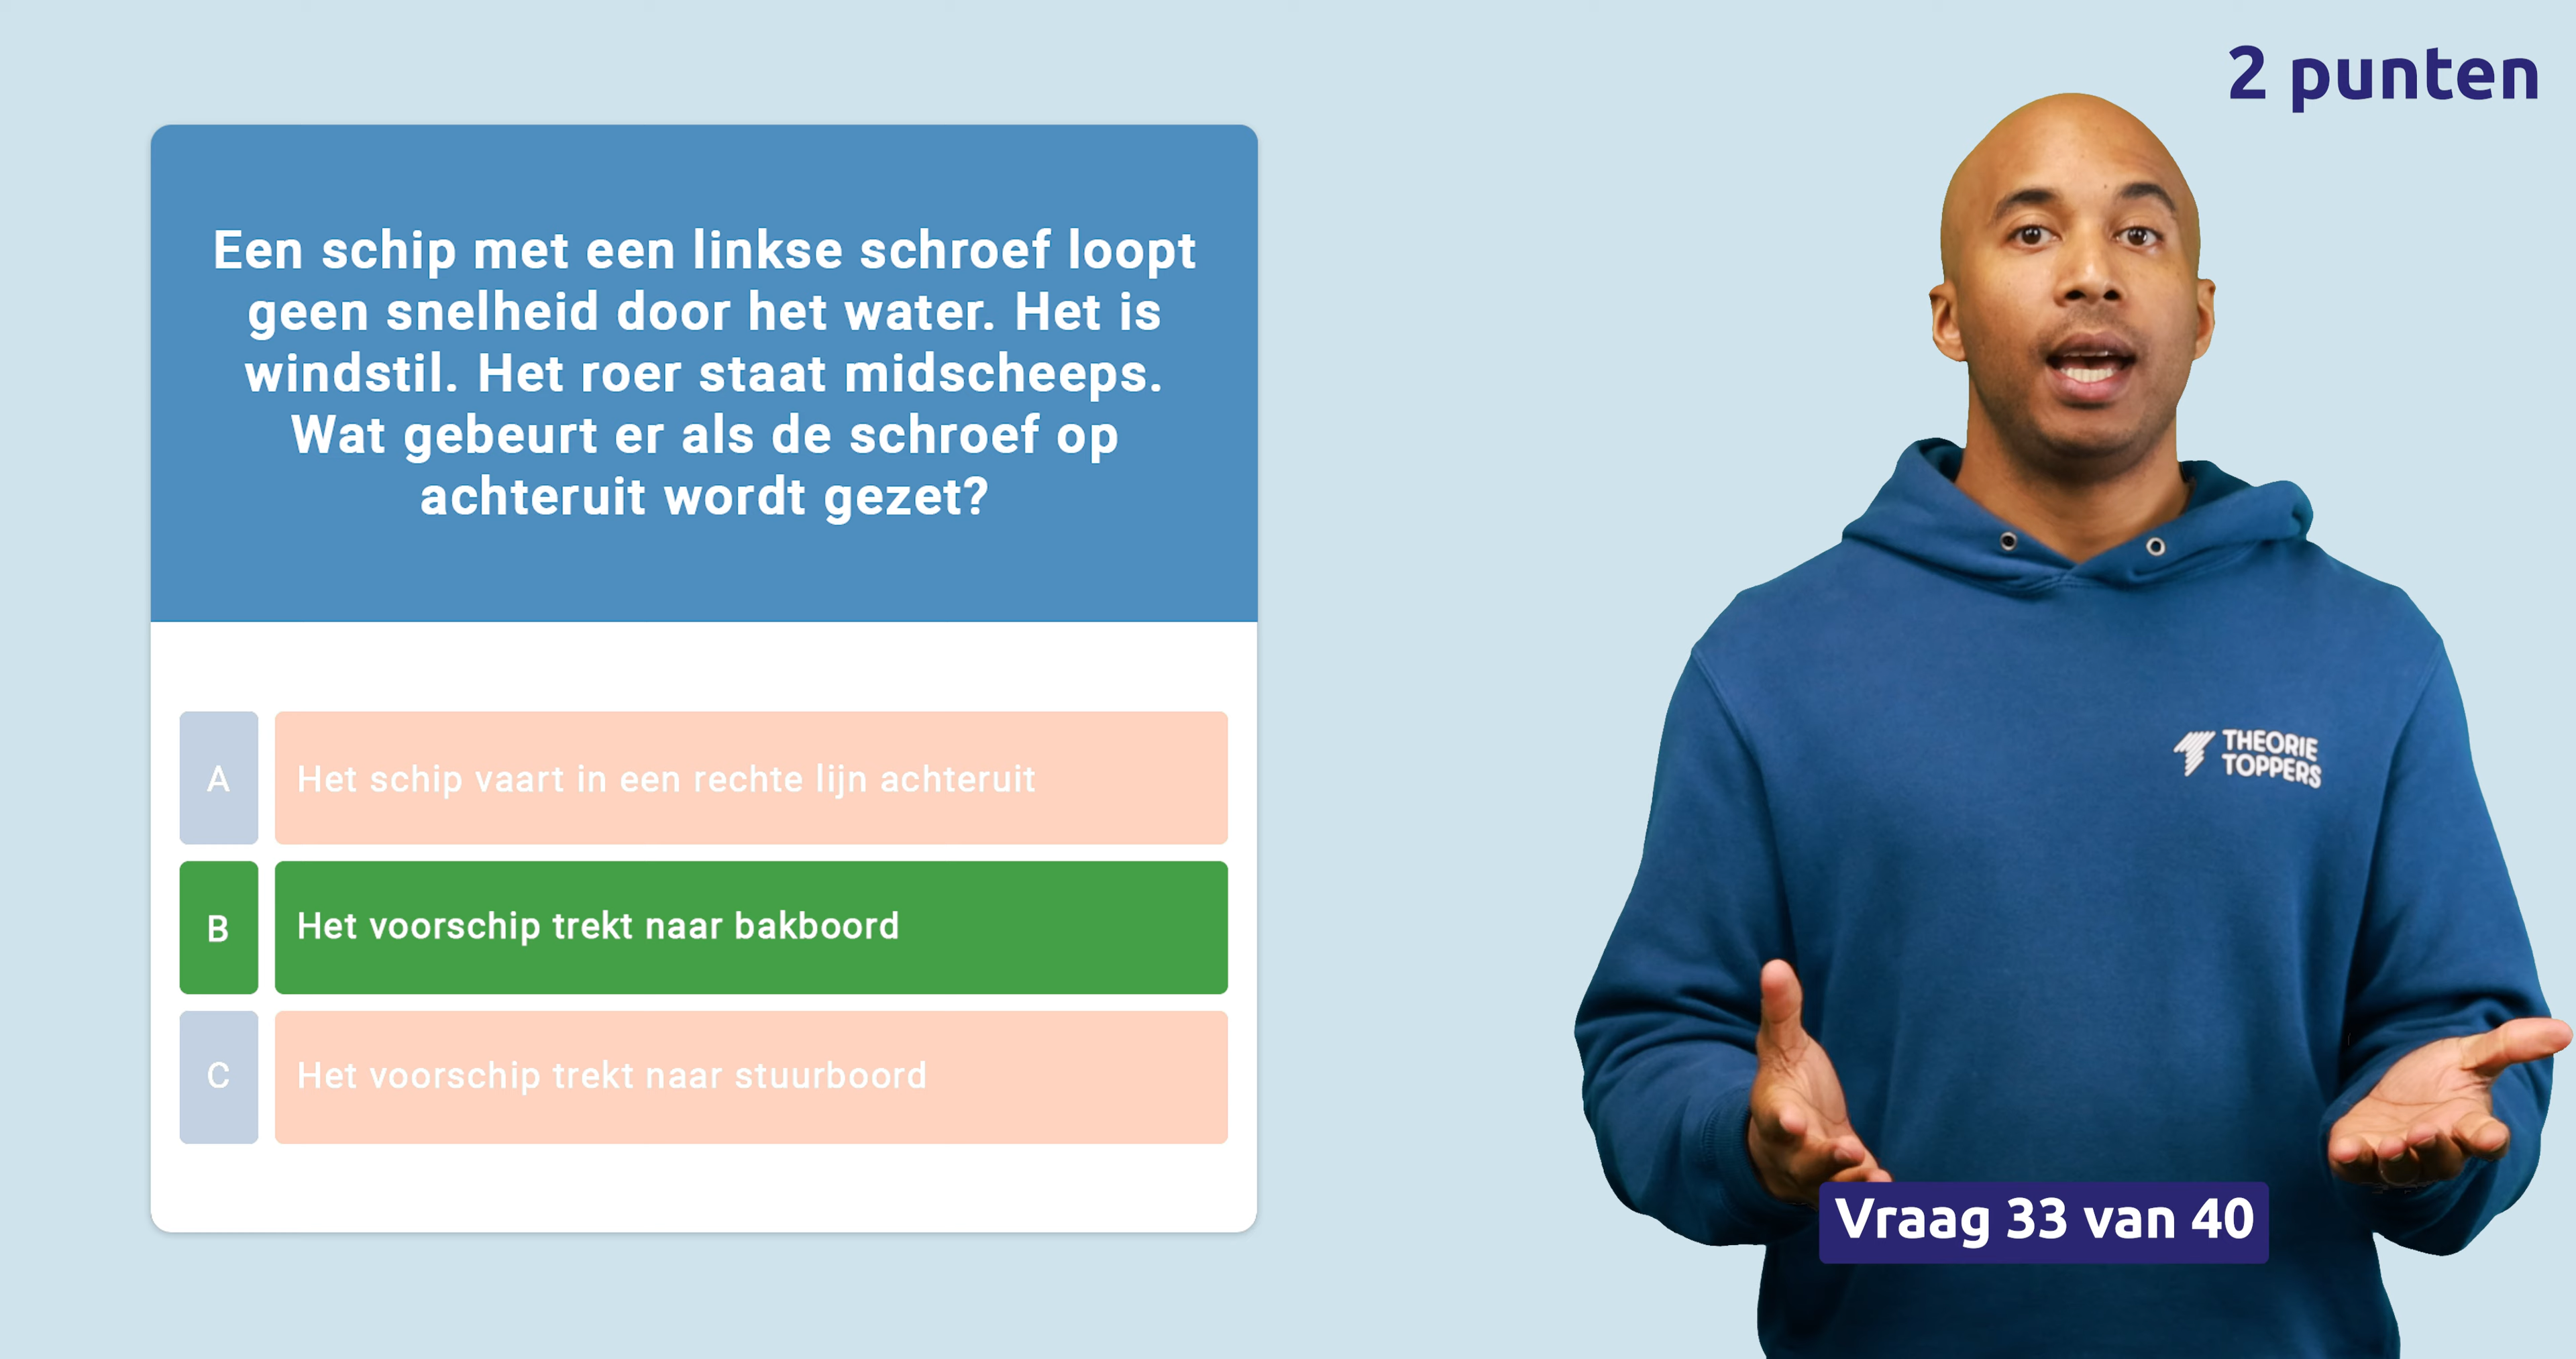 2 punten
Een schip met een linkse schroef loopt
geen snelheid door het water. Het is
windstil. Het roer staat midscheeps.
Wat gebeurt er als de schroef op
achteruit wordt gezet?
A
Het schip vaart in een rechte lijn achteruit
B
Het voorschip trekt naar bakboord
C
Het voorschip trekt naar stuurboord
THEORIE
TOPPERS
Vraag 33 van 40